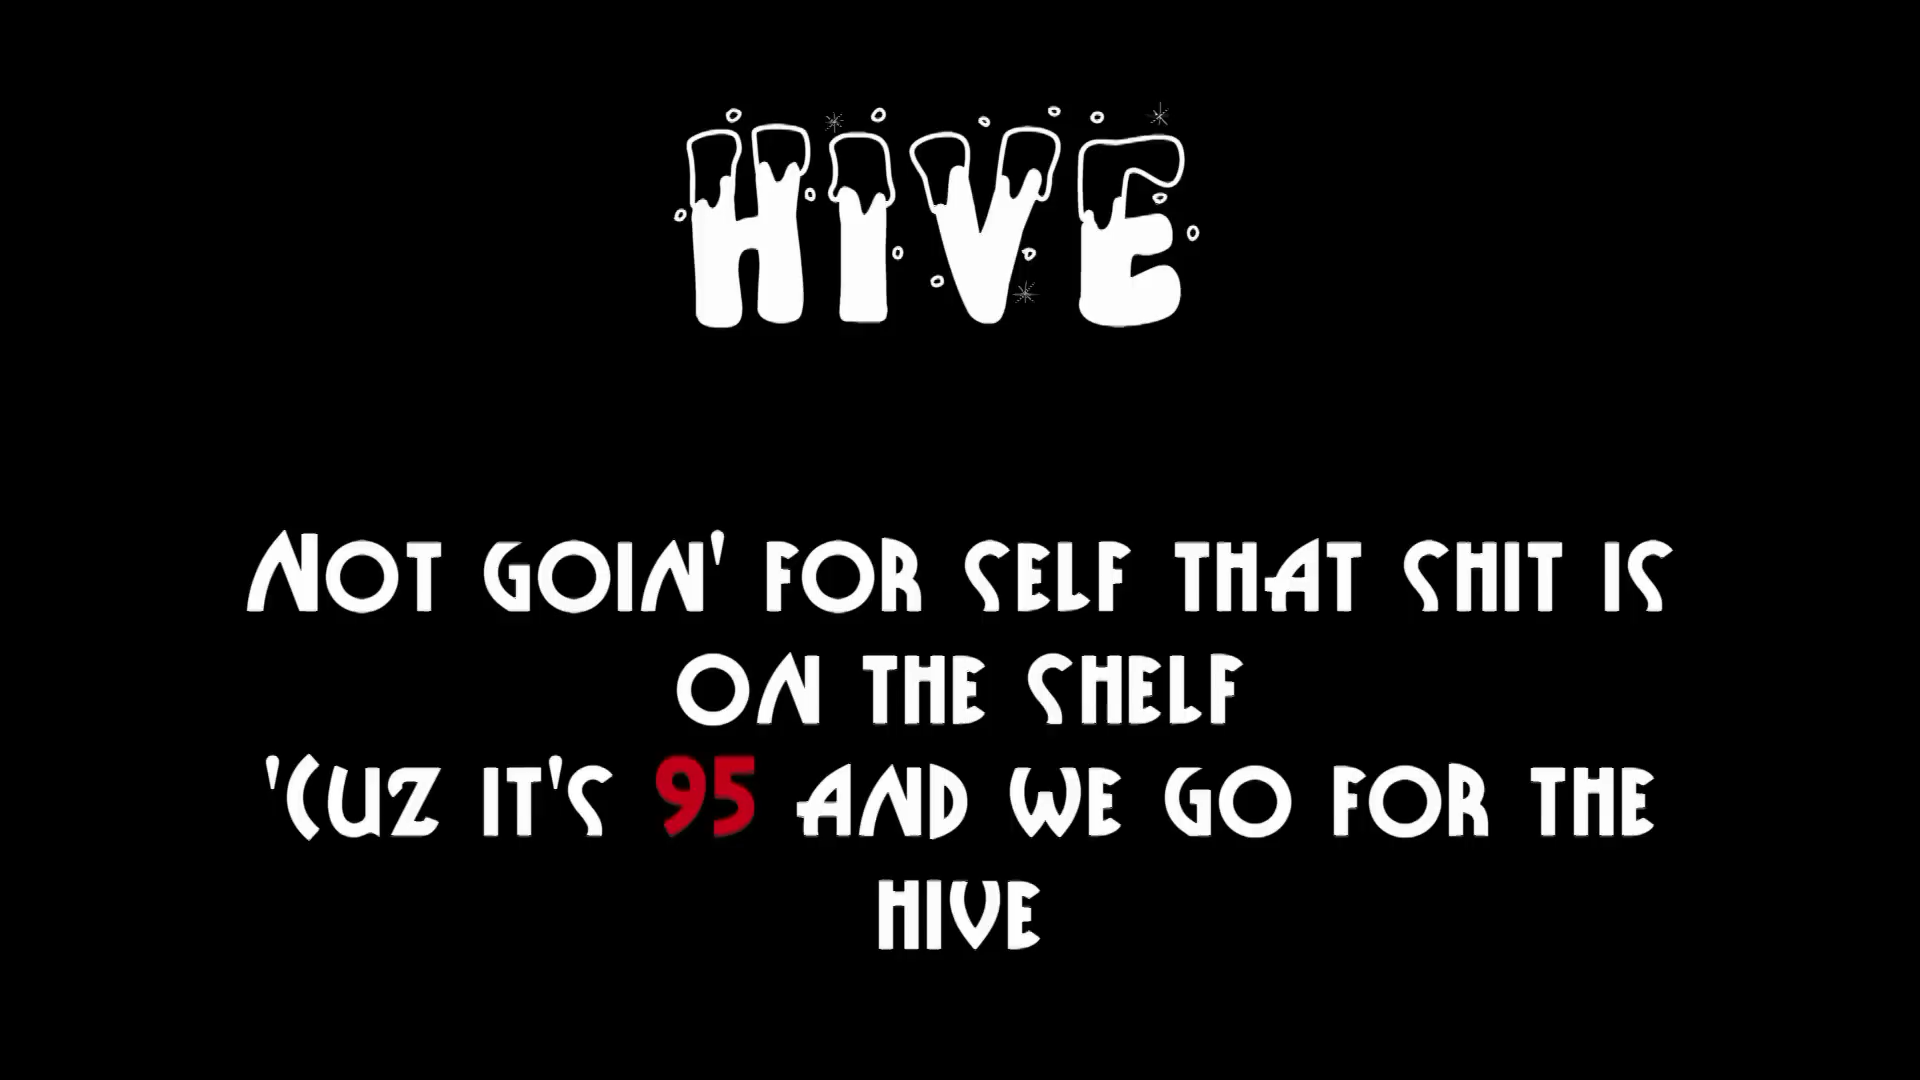 HIVE
NOT GOIN' FOR SELF THAT SHIT IS
ON THE SHELF
'CUZ IT'S 95 AND WE GO FOR THE
HIVE